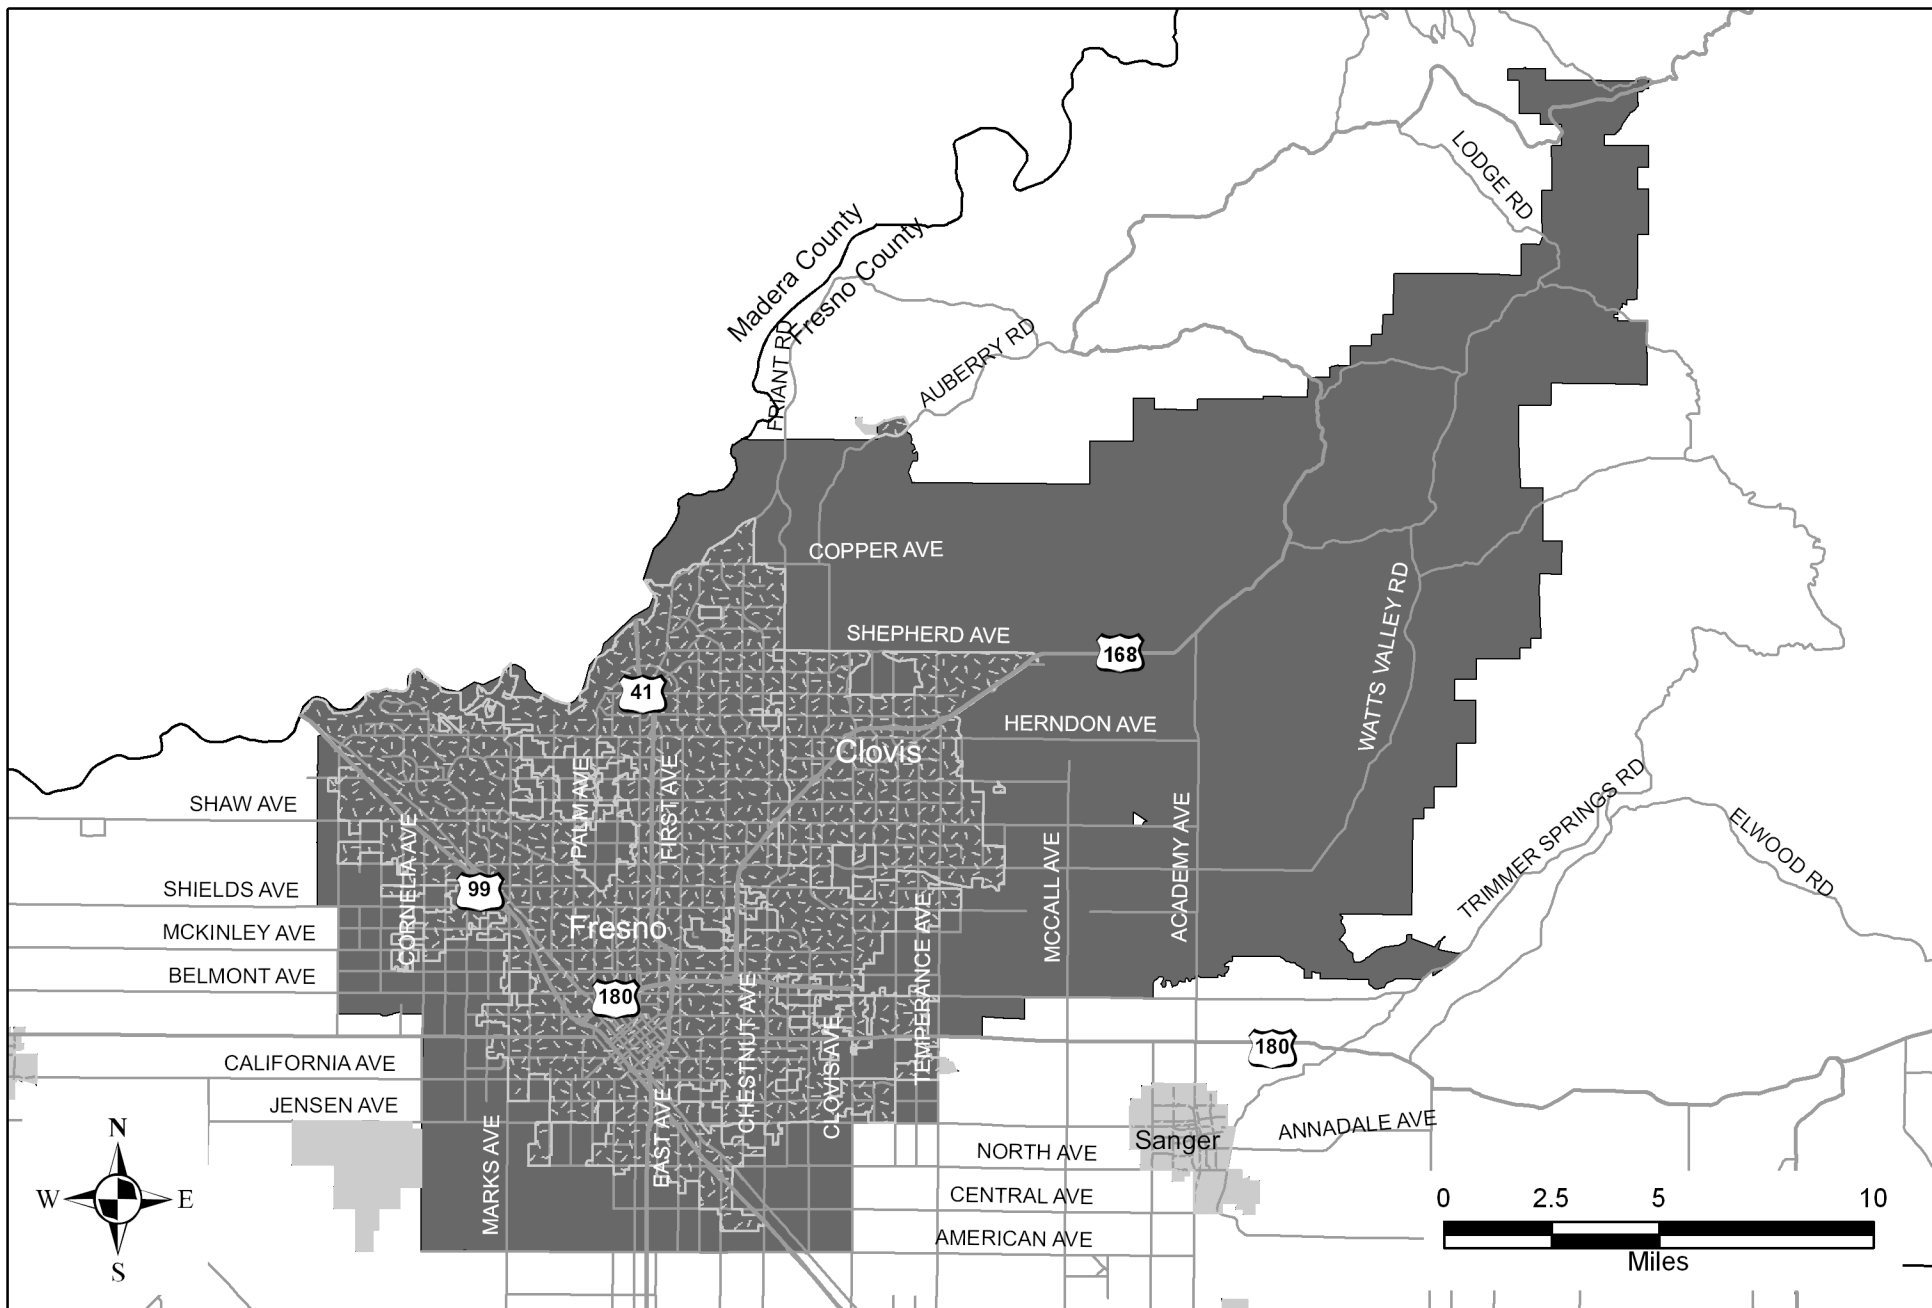 LODGE RD
Madera County
Fresno County
FRIANT RD
AUBERRY RD
COPPER AVE
SHEPHERD AVE
168
WATTS VALLEY RD
41
HERNDON AVE
Clovis
PALM AVE
FIRST AVE
SHAW AVE
CORNELIA AVE
ACADEMY AVE
MCCALL AVE
TRIMMER SPRINGS RD
ELWOOD RD
SHIELDS AVE
99
MCKINLEY AVE
Fresno
BELMONT AVE
TEMPERANCE AVE
180
CHESTNUT AVE
CLOVIS AVE
180
CALIFORNIA AVE
JENSEN AVE
EAST AVE
MARKS AVE
Sanger
ANNADALE AVE
NORTH AVE
CENTRAL AVE
AMERICAN AVE
N
W E
S
0 2.5 5 10
Miles